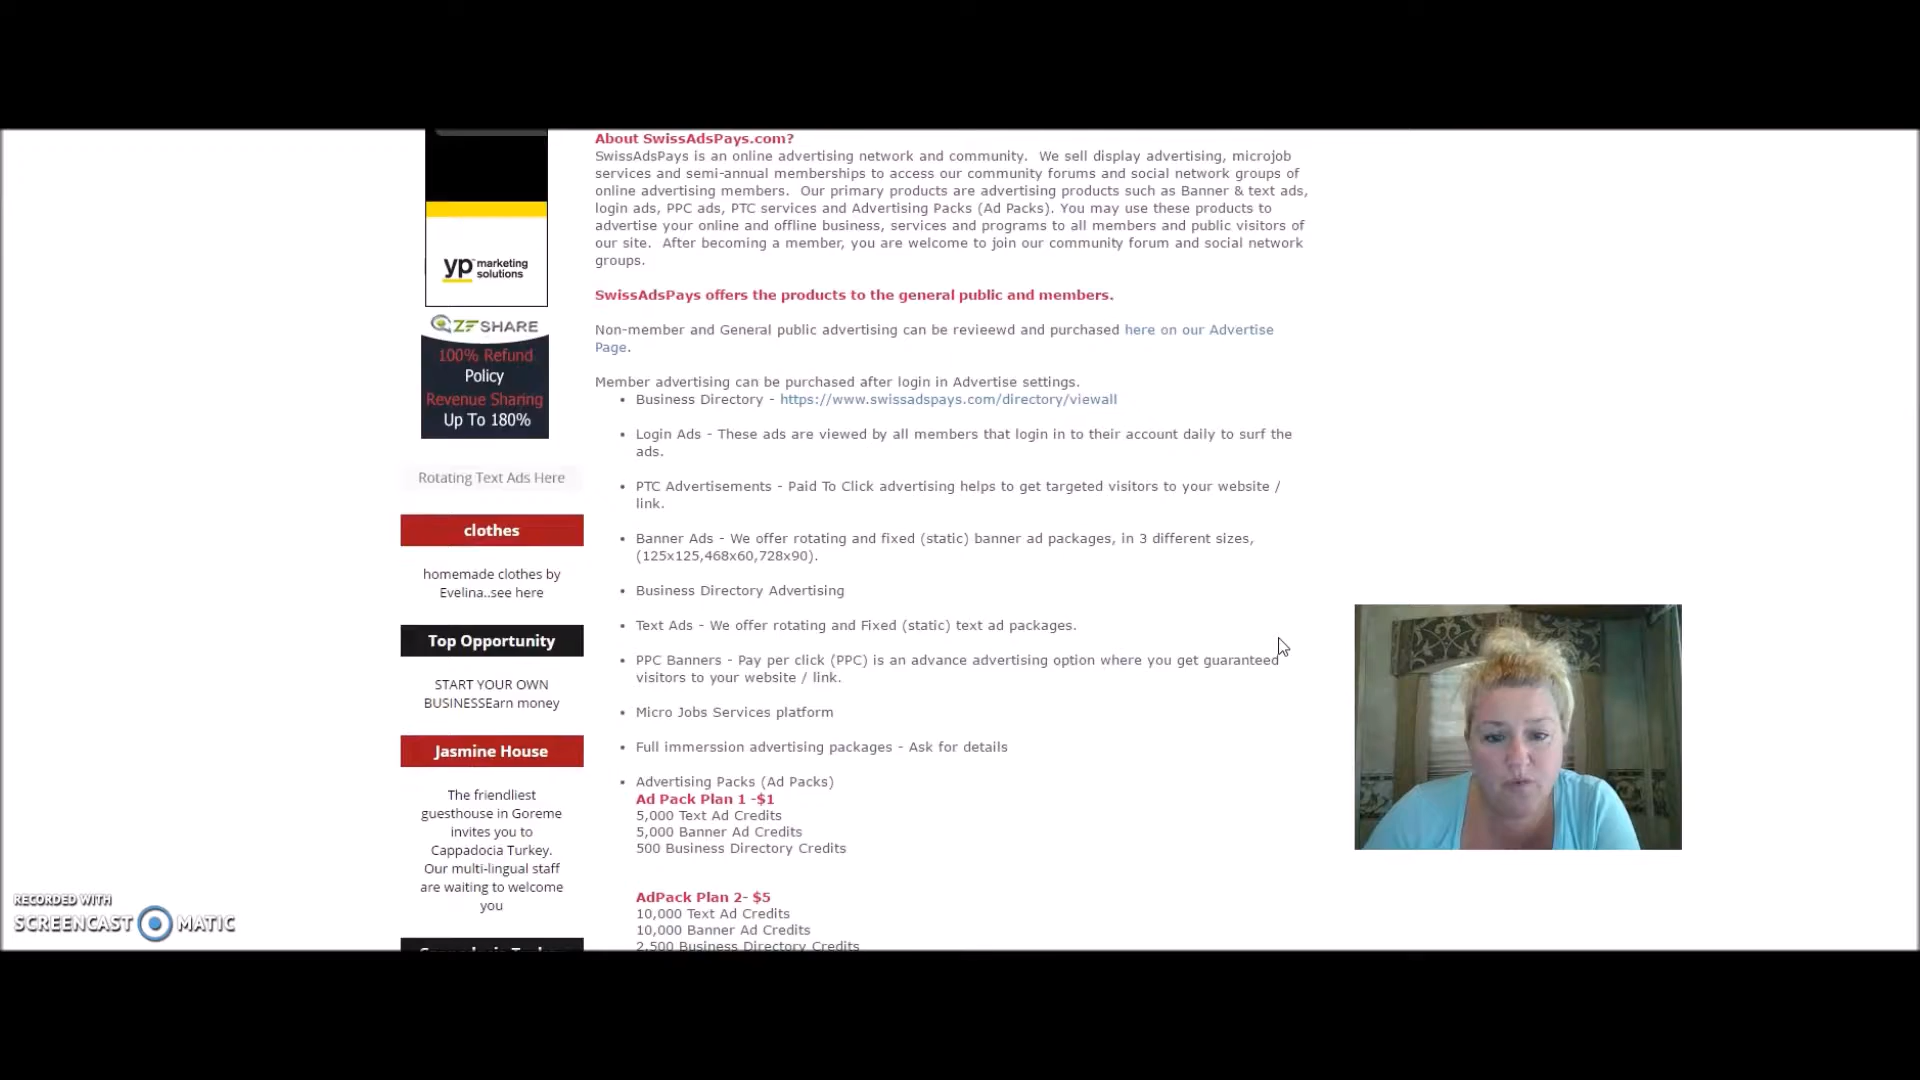 About SwissAdsPays.com?
SwissAdsPays is an online advertising network and community.  We sell display advertising, microjob
services and semi-annual memberships to access our community forums and social network groups of
online advertising members.  Our primary products are advertising products such as Banner & text ads,
login ads, PPC ads, PTC services and Advertising Packs (Ad Packs). You may use these products to
advertise your online and offline business, services and programs to all members and public visitors of
our site.  After becoming a member, you are welcome to join our community forum and social network
groups.
SwissAdsPays offers the products to the general public and members.
Non-member and General public advertising can be revieewd and purchased here on our Advertise
Page.
Member advertising can be purchased after login in Advertise settings.
• Business Directory - https://www.swissadspays.com/directory/viewall
• Login Ads - These ads are viewed by all members that login in to their account daily to surf the
ads.
• PTC Advertisements - Paid To Click advertising helps to get targeted visitors to your website /
link.
• Banner Ads - We offer rotating and fixed (static) banner ad packages, in 3 different sizes,
(125x125,468x60,728x90).
• Business Directory Advertising
• Text Ads - We offer rotating and Fixed (static) text ad packages.
• PPC Banners - Pay per click (PPC) is an advance advertising option where you get guaranteed
visitors to your website / link.
• Micro Jobs Services platform
• Full immerssion advertising packages - Ask for details
• Advertising Packs (Ad Packs)
Ad Pack Plan 1 -$1
5,000 Text Ad Credits
5,000 Banner Ad Credits
500 Business Directory Credits
AdPack Plan 2- $5
10,000 Text Ad Credits
10,000 Banner Ad Credits
2,500 Business Directory Credits
yp marketing
solutions
ZFSHARE
100% Refund
Policy
Revenue Sharing
Up To 180%
Rotating Text Ads Here
clothes
homemade clothes by
Evelina..see here
Top Opportunity
START YOUR OWN
BUSINESSEarn money
Jasmine House
The friendliest
guesthouse in Goreme
invites you to
Cappadocia Turkey.
Our multi-lingual staff
are waiting to welcome
you
RECORDED WITH
SCREENCAST MATIC